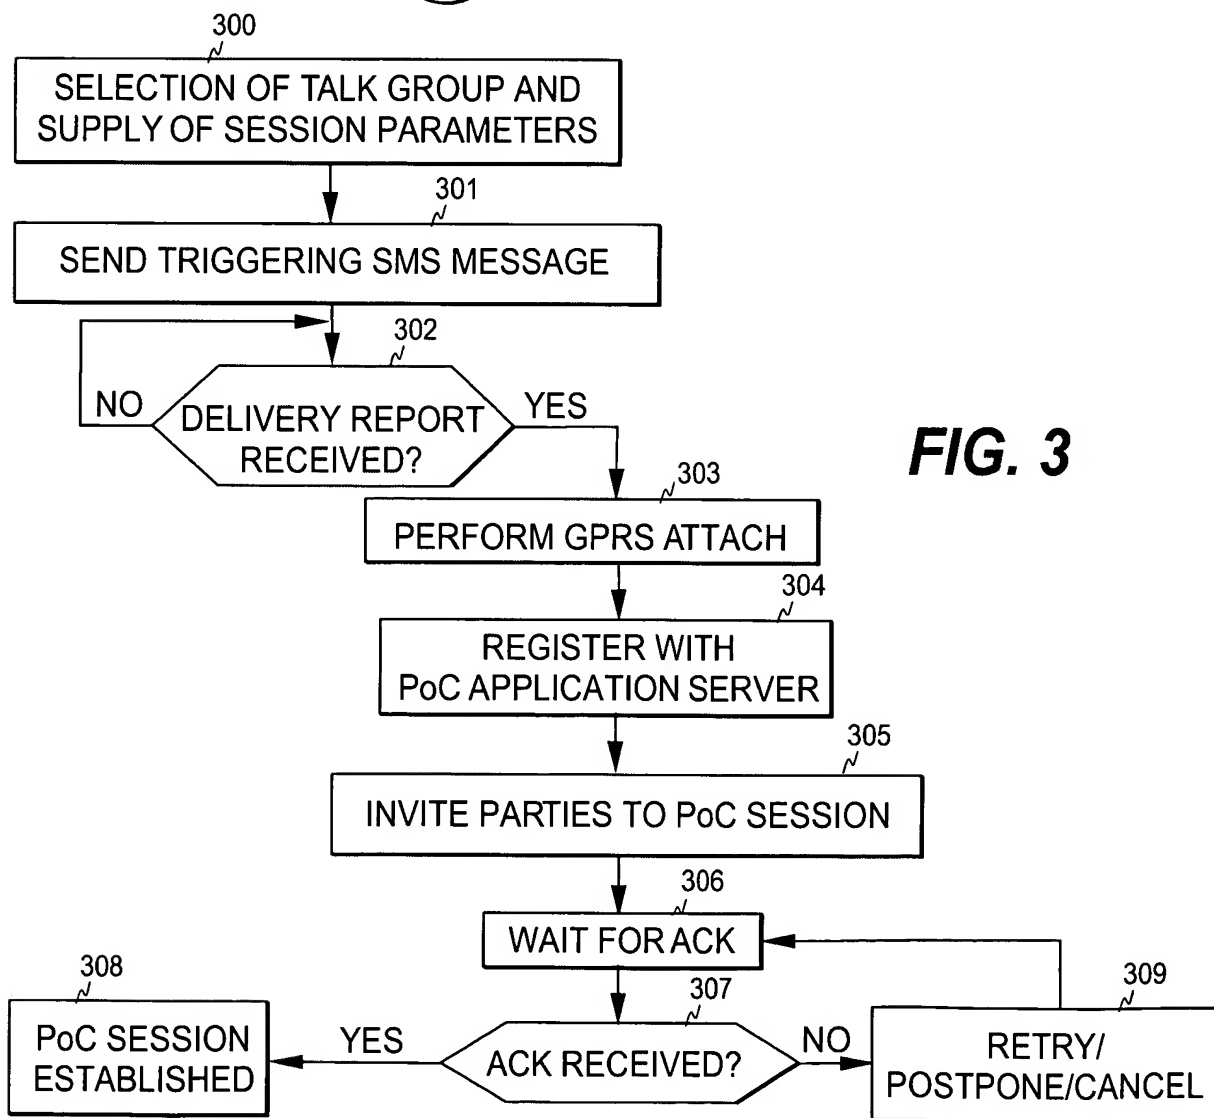 300
SELECTION OF TALK GROUP AND
SUPPLY OF SESSION PARAMETERS
301
SEND TRIGGERING SMS MESSAGE
302
NO
DELIVERY REPORT
RECEIVED?
YES
FIG. 3
303
PERFORM GPRS ATTACH
304
REGISTER WITH
PoC APPLICATION SERVER
305
INVITE PARTIES TO PoC SESSION
306
WAIT FOR ACK
307
308
PoC SESSION
ESTABLISHED
YES
ACK RECEIVED?
NO
309
RETRY/
POSTPONE/CANCEL